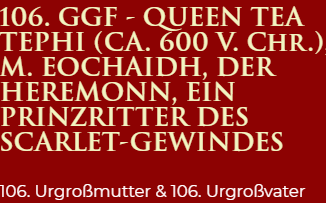 106. GGF - QUEEN TEA
TEPHI (CA. 600 V. CHR.),
M. EOCHAIDH, DER
HEREMONN, EIN
PRINZRITTER DES
SCARLET-GEWINDES
106. Urgroßmutter & 106. Urgroßvater